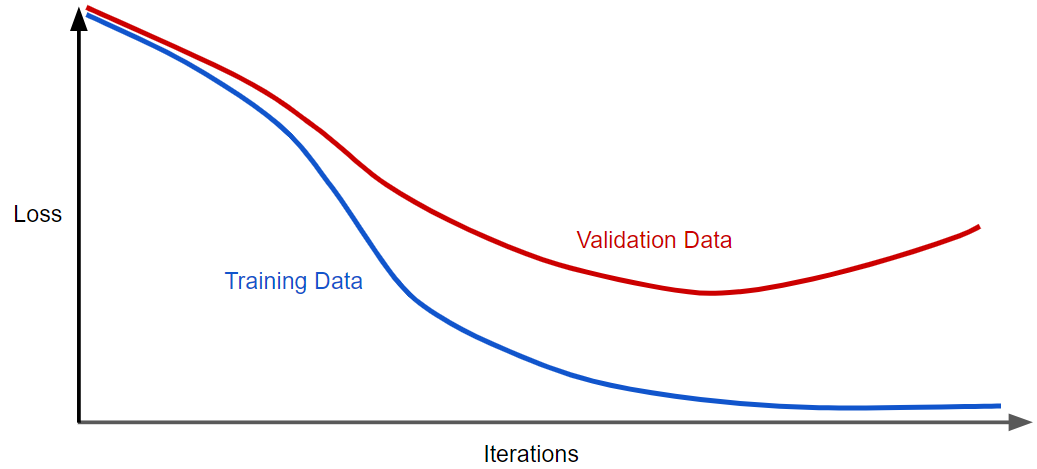 Loss
Validation Data
Training Data
Iterations